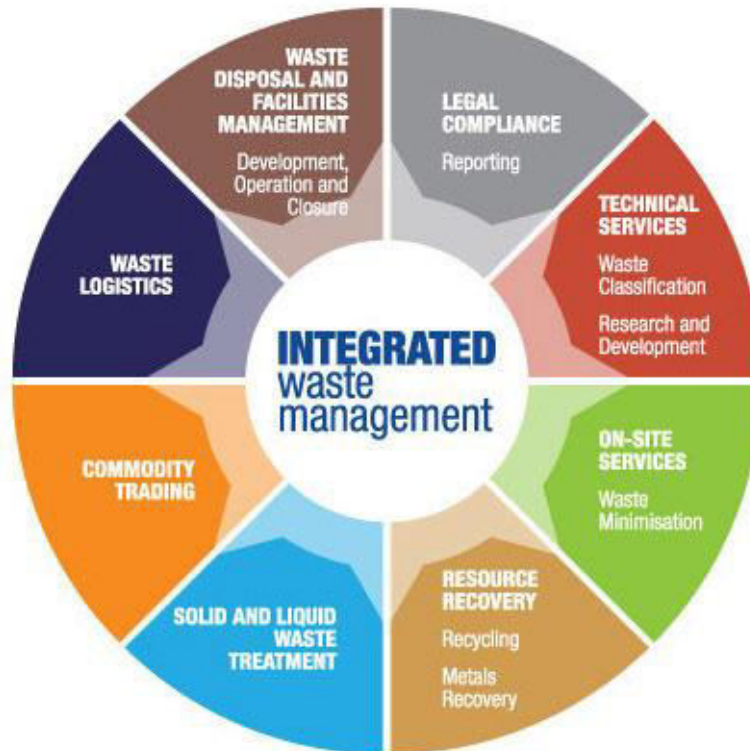 WASTE
DISPOSAL AND
FACILITIES
MANAGEMENT
Development,
Operation and
Closure
LEGAL
COMPLIANCE
Reporting
TECHNICAL
SERVICES
Waste
Classification
Research and
Development
ON-SITE
SERVICES
Waste
Minimisation
RESOURCE
RECOVERY
Recycling
Metals
Recovery
SOLID AND LIQUID
WASTE
TREATMENT
COMMODITY
TRADING
WASTE
LOGISTICS
INTEGRATED
waste
management